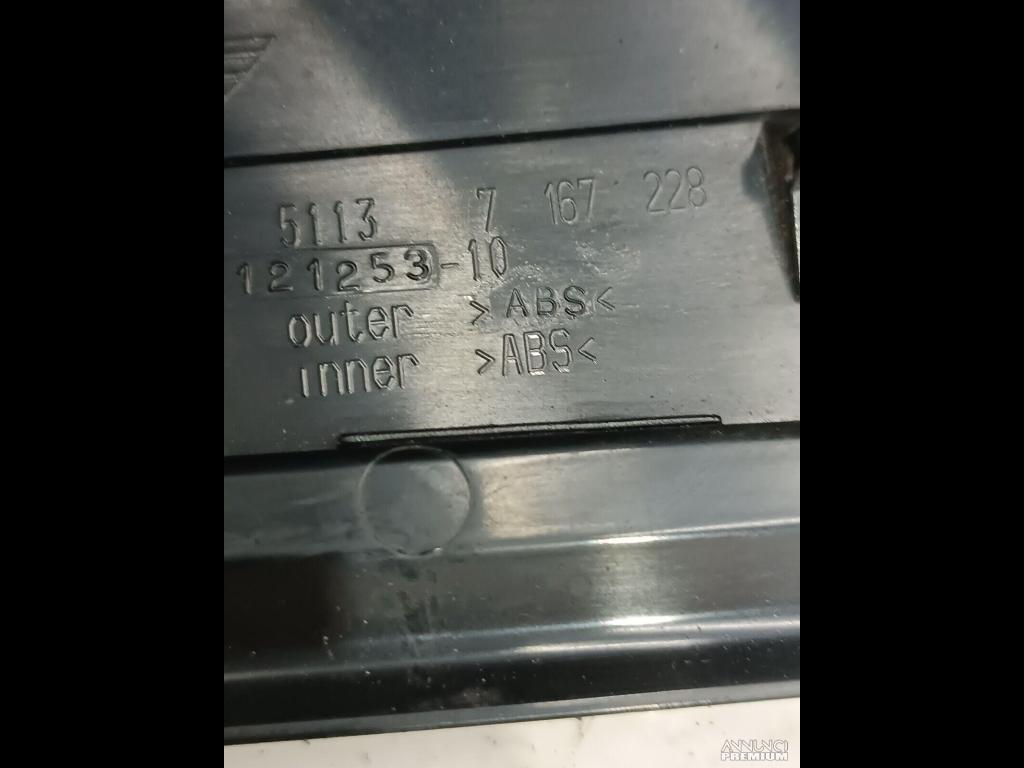 5113 7 167 228
121253-10
outer >ABS<
inner >ABS<
ANNUNCI
PREMIUM